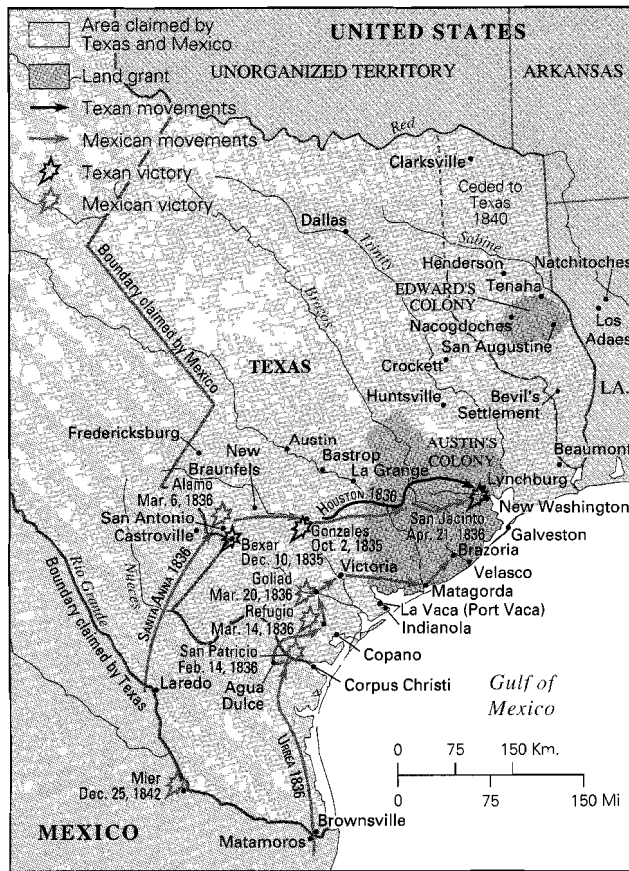 Area claimed by
Texas and Mexico
Land grant
Texan movements
Mexican movements
Texan victory
Mexican victory
UNITED STATES
UNORGANIZED TERRITORY
ARKANSAS
Red
Clarksville
Ceded to
Texas
1840
Dallas
Trinity
Sabine
Henderson
Natchitoches
Tenaha
EDWARD'S
COLONY
Nacogdoches
Los
Adaes
San Augustine
Boundary claimed by Mexico
Brazos
TEXAS
Crockett
LA.
Huntsville
Bevil's
Settlement
Fredericksburg
New
Braunfels
Austin
Bastrop
La Grange
AUSTIN'S
COLONY
Beaumont
Alamo
Mar. 6, 1836
Lynchburg
HOUSTON 1836
New Washington
San Antonio
Castroville
Gonzales
Oct. 2, 1835
San Jacinto
Apr. 21, 1836
Galveston
Bexar
Dec. 10, 1835
Brazoria
Velasco
Nueces
SANTA ANNA 1836
Goliad
Mar. 20, 1836
Victoria
Matagorda
Rio Grande
Boundary claimed by Texas
Refugio
Mar. 14, 1836
La Vaca (Port Vaca)
Indianola
San Patricio
Feb. 14, 1836
Copano
Laredo
Agua
Dulce
Corpus Christi
Gulf of
Mexico
URREA 1836
0 75 150 Km.
0 75 150 Mi
Mier
Dec. 25, 1842
MEXICO
Brownsville
Matamoros